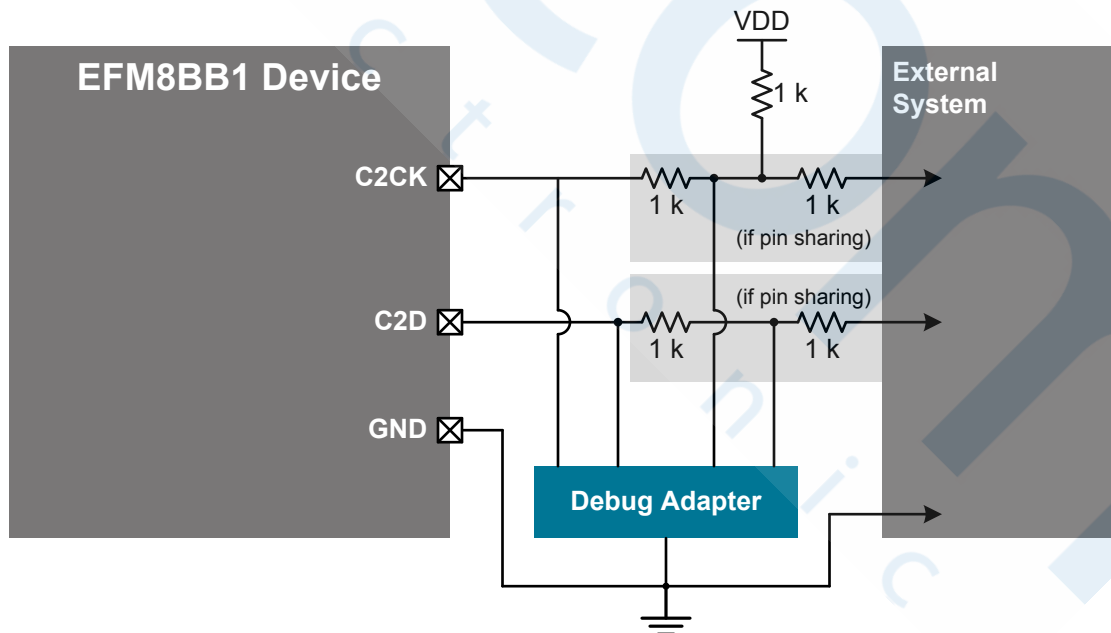 VDD
EFM8BB1 Device
External
System
1 k
C2CK
1 k
1 k
(if pin sharing)
(if pin sharing)
C2D
1 k
1 k
GND
Debug Adapter